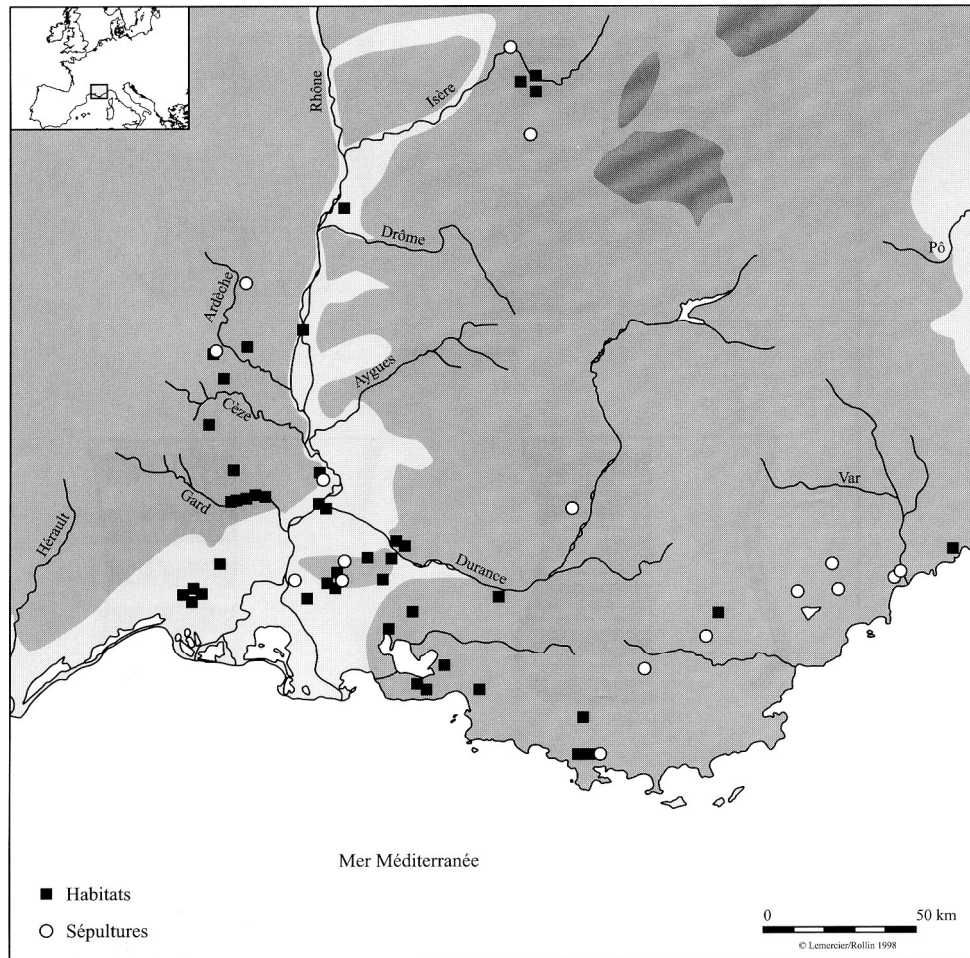 Rhône
Isère
Drôme
Pô
Ardèche
Aygues
Cèze
Var
Gard
Hérault
Durance
Mer Méditerranée
Habitats
Sépultures
0 50 km
© Lemercier/Rollin 1998